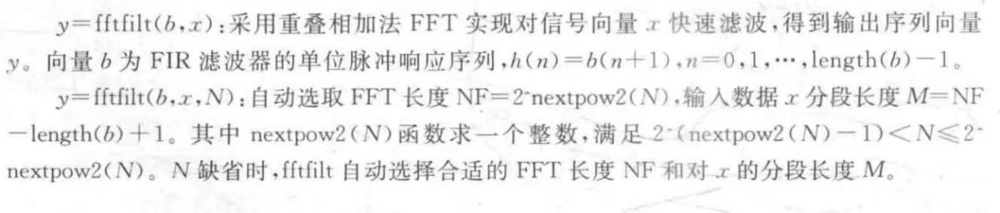 y=fftfilt(b,x):采用重叠相加法 FFT 实现对信号向量 x 快速滤波,得到输出序列向量
y。向量 b 为 FIR 滤波器的单位脉冲响应序列,h(n)=b(n+1),n=0,1,…,length(b)-1。
y=fftfilt(b,x,N):自动选取 FFT 长度 NF=2^nextpow2(N),输入数据 x 分段长度 M=NF
-length(b)+1。其中 nextpow2(N)函数求一个整数,满足 2^(nextpow2(N)-1)<N≤2^
nextpow2(N)。N 缺省时,fftfilt 自动选择合适的 FFT 长度 NF 和对 x 的分段长度 M。